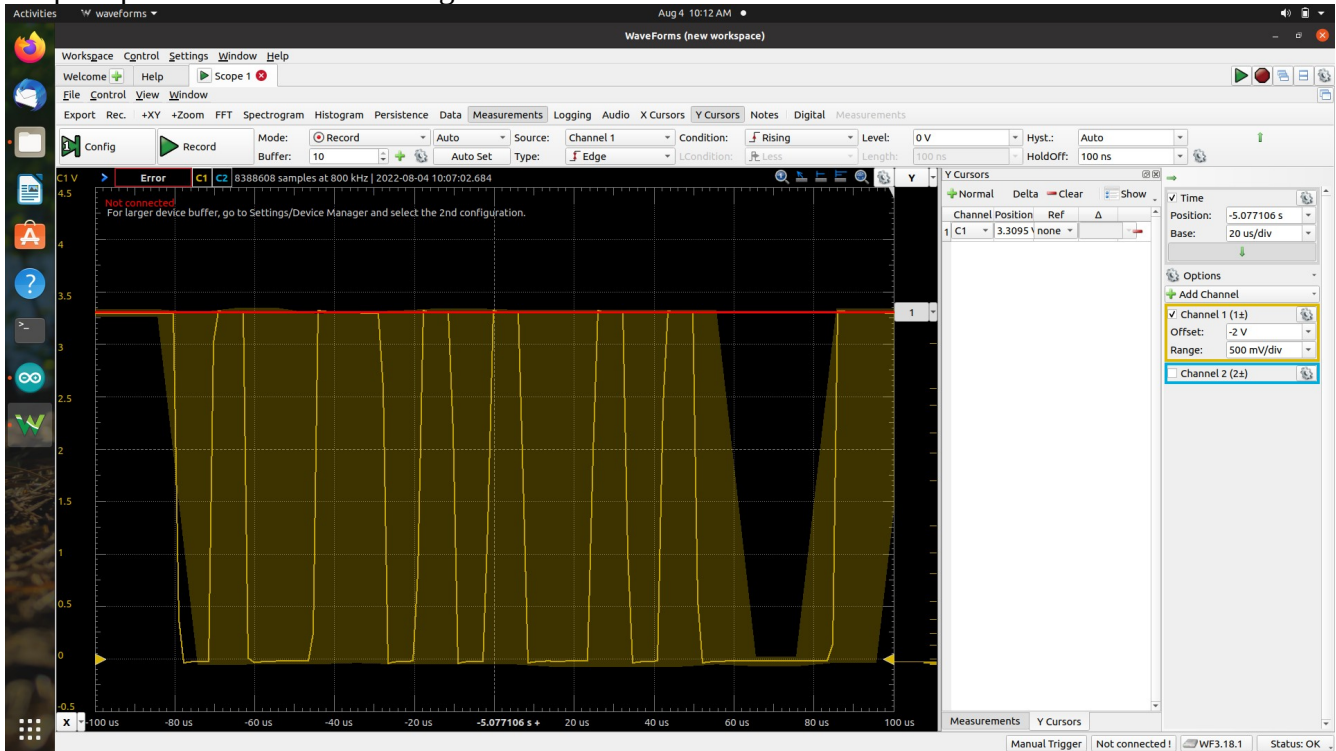 Activities waveforms Aug 4 10:12 AM
WaveForms (new workspace)
Workspace Control Settings Window Help
Welcome Help Scope 1
File Control View Window
Export Rec. +XY +Zoom FFT Spectrogram Histogram Persistence Data Measurements Logging Audio X Cursors Y Cursors Notes Digital Measurements
Config Record Mode: Record Auto Source: Channel 1 Condition: Rising Level: 0 V Hyst.: Auto
Buffer: 10 Auto Set Type: Edge LCondition: Less Length: 100 ns HoldOff: 100 ns
C1 V Error C1 C2 8388608 samples at 800 kHz | 2022-08-04 10:07:02.684 Y
Not connected
For larger device buffer, go to Settings/Device Manager and select the 2nd configuration.
4.5
4
3.5
3
2.5
2
1.5
1
0.5
0
-0.5
1
X -100 us -80 us -60 us -40 us -20 us -5.077106 s + 20 us 40 us 60 us 80 us 100 us
Y Cursors
Normal Delta Clear Show
Channel Position Ref Δ
1 C1 3.3095 V none
Measurements Y Cursors
Time
Position: -5.077106 s
Base: 20 us/div
Options
Add Channel
Channel 1 (1±)
Offset: -2 V
Range: 500 mV/div
Channel 2 (2±)
Manual Trigger Not connected! WF3.18.1 Status: OK